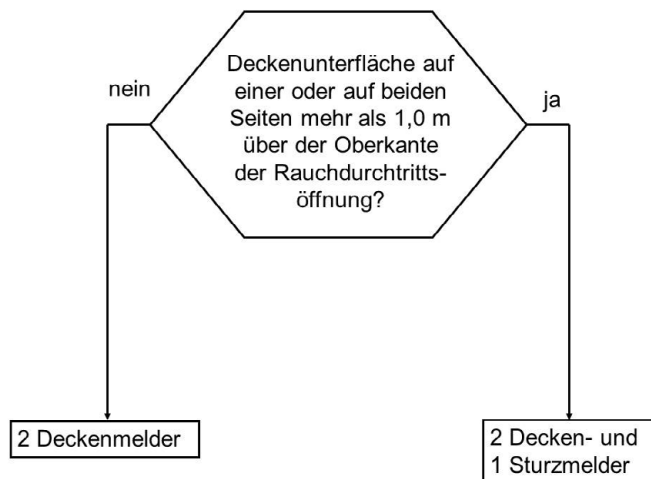 Deckenunterfläche auf
einer oder auf beiden
Seiten mehr als 1,0 m
über der Oberkante
der Rauchdurchtritts-
öffnung?
nein
ja
2 Deckenmelder
2 Decken- und
1 Sturzmelder